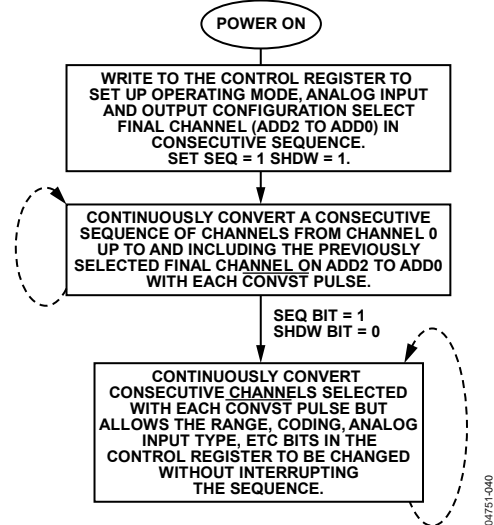 POWER ON
WRITE TO THE CONTROL REGISTER TO
SET UP OPERATING MODE, ANALOG INPUT
AND OUTPUT CONFIGURATION SELECT
FINAL CHANNEL (ADD2 TO ADD0) IN
CONSECUTIVE SEQUENCE.
SET SEQ = 1 SHDW = 1.
CONTINUOUSLY CONVERT A CONSECUTIVE
SEQUENCE OF CHANNELS FROM CHANNEL 0
UP TO AND INCLUDING THE PREVIOUSLY
SELECTED FINAL CHANNEL ON ADD2 TO ADD0
WITH EACH CONVST PULSE.
SEQ BIT = 1
SHDW BIT = 0
CONTINUOUSLY CONVERT
CONSECUTIVE CHANNELS SELECTED
WITH EACH CONVST PULSE BUT
ALLOWS THE RANGE, CODING, ANALOG
INPUT TYPE, ETC BITS IN THE
CONTROL REGISTER TO BE CHANGED
WITHOUT INTERRUPTING
THE SEQUENCE.
04751-040